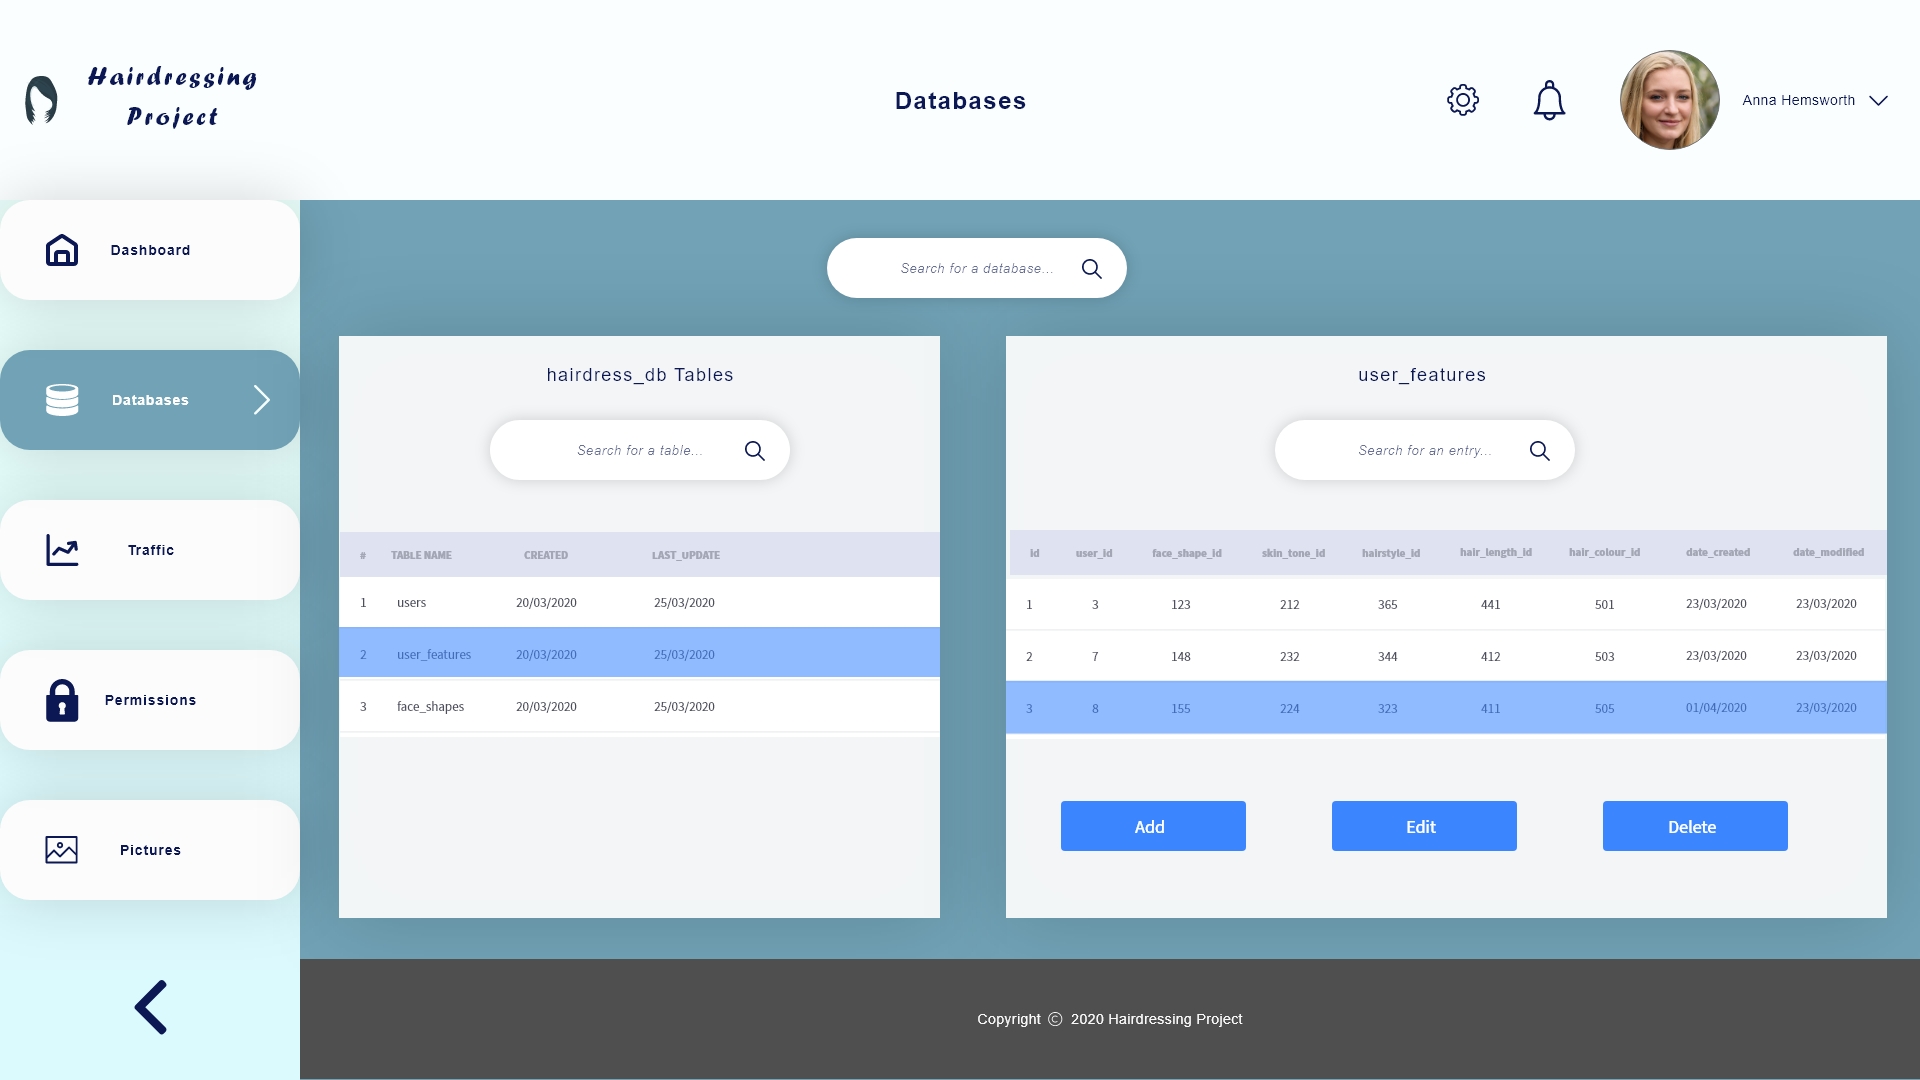 Hairdressing
Project
Databases
Anna Hemsworth
Dashboard
Databases
Traffic
Permissions
Pictures
Search for a database...
hairdress_db Tables
Search for a table...
# TABLE NAME CREATED LAST_UPDATE
1 users 20/03/2020 25/03/2020
2 user_features 20/03/2020 25/03/2020
3 face_shapes 20/03/2020 25/03/2020
user_features
Search for an entry...
id user_id face_shape_id skin_tone_id hairstyle_id hair_length_id hair_colour_id date_created date_modified
1 3 123 212 365 441 501 23/03/2020 23/03/2020
2 7 148 232 344 412 503 23/03/2020 23/03/2020
3 8 155 224 323 411 505 01/04/2020 23/03/2020
Add Edit Delete
Copyright © 2020 Hairdressing Project